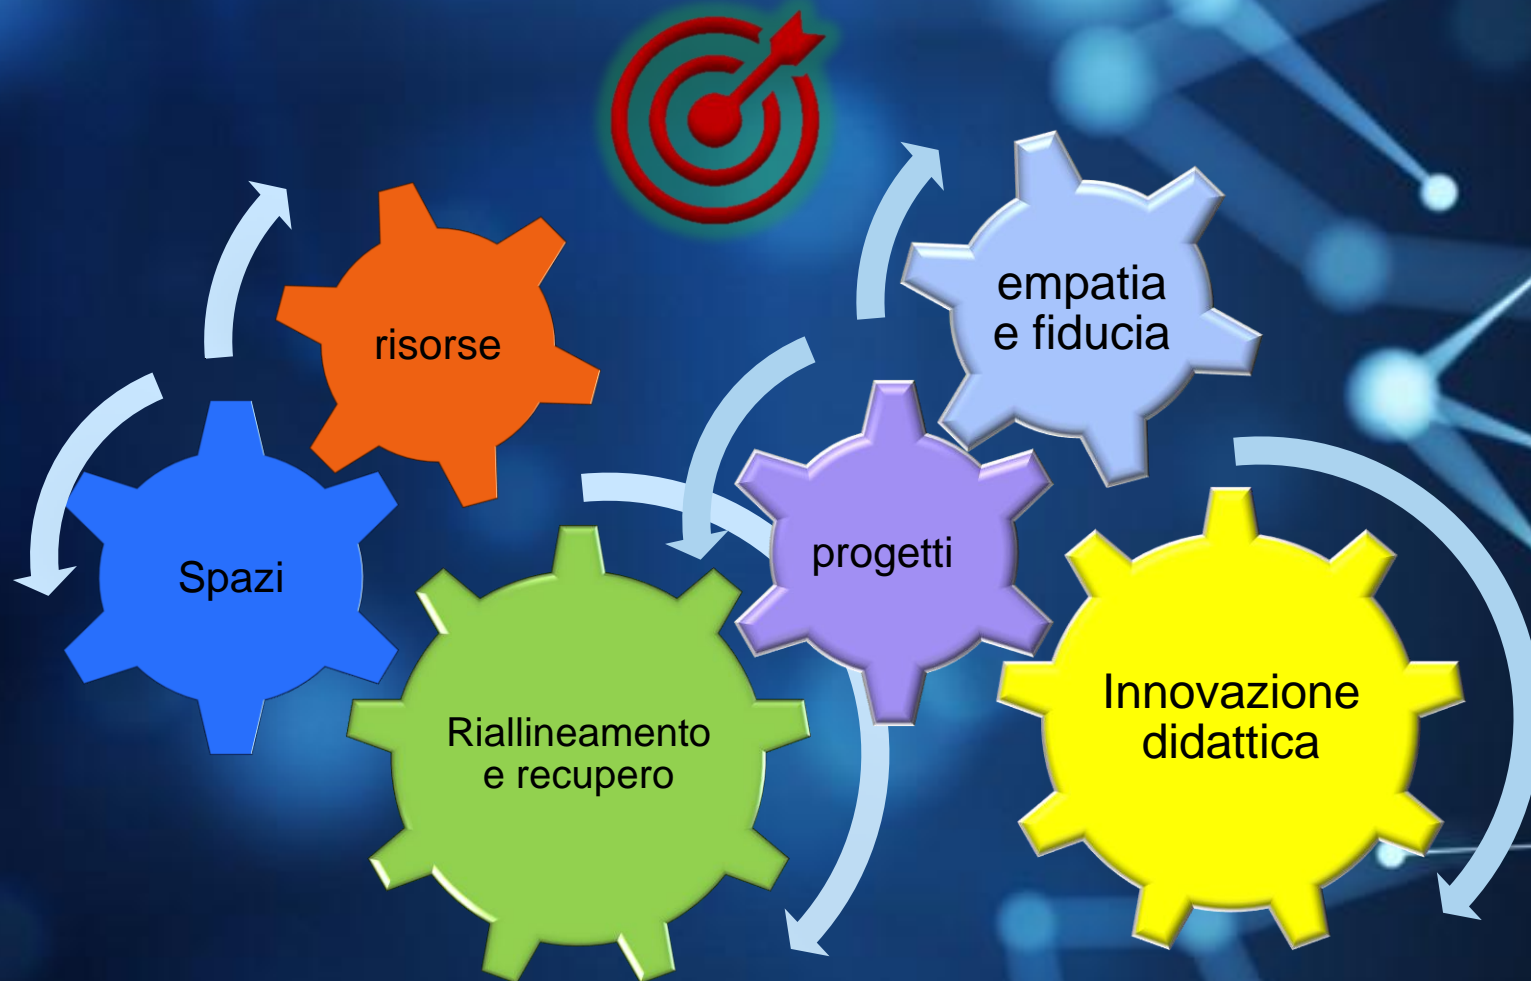 risorse
empatia
e fiducia
Spazi
progetti
Riallineamento
e recupero
Innovazione
didattica